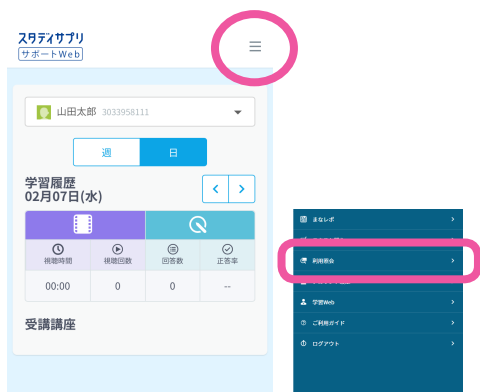 スタディサプリ
サポートWeb
山田太郎 3033958111
週 日
学習履歴
02月07日(水)
視聴時間 視聴回数 回答数 正答率
00:00 0 0 --
受講講座
まなレポ
利用照会
学習Web
ご利用ガイド
ログアウト